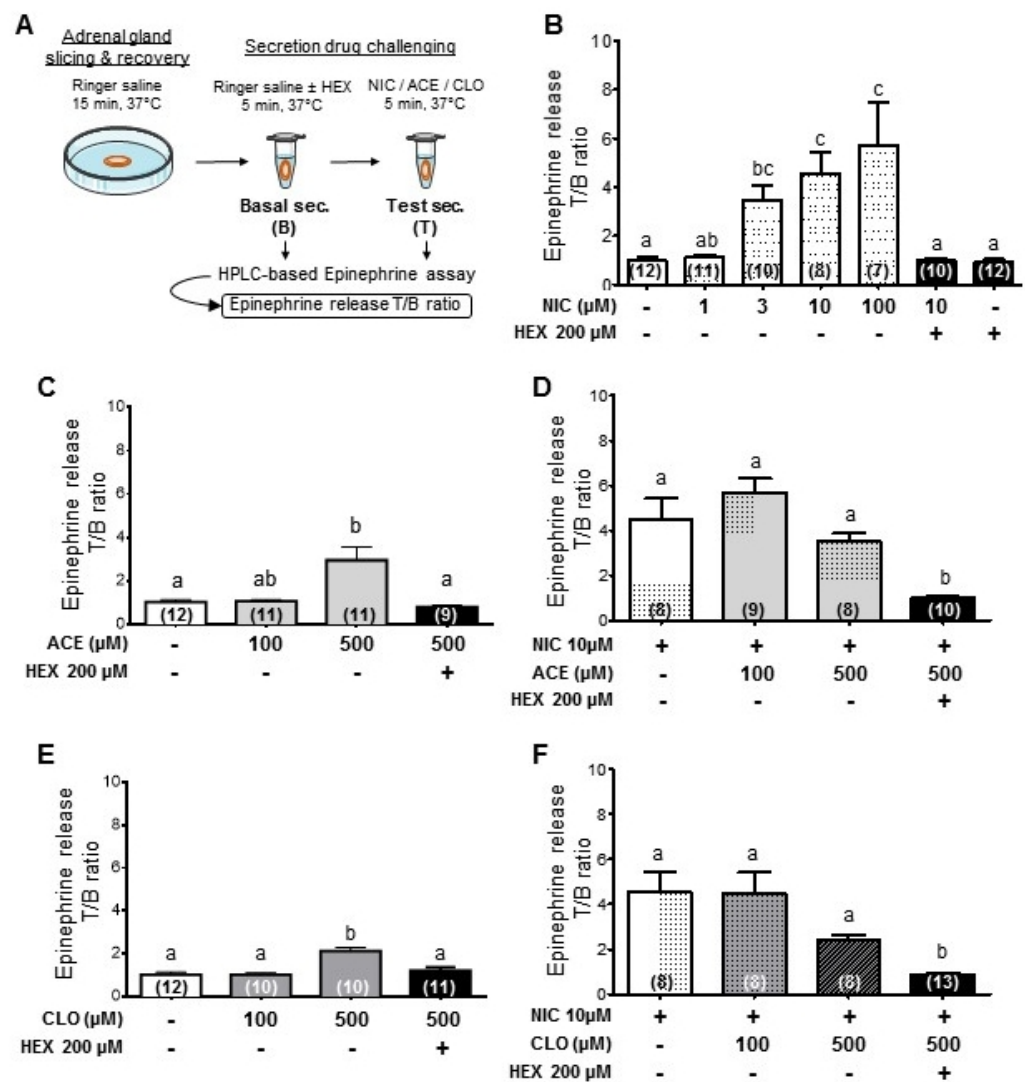 A
Adrenal gland
slicing & recovery
Ringer saline
15 min, 37°C
Secretion drug challenging
Ringer saline ± HEX
5 min, 37°C
NIC / ACE / CLO
5 min, 37°C
Basal sec.
(B)
Test sec.
(T)
HPLC-based Epinephrine assay
Epinephrine release T/B ratio
B
Epinephrine release
T/B ratio
10
8
6
4
2
0
a ab bc c c a a
(12) (11) (10) (8) (7) (10) (12)
NIC (µM) - 1 3 10 100 10 -
HEX 200 µM - - - - - + +
C
Epinephrine release
T/B ratio
10
8
6
4
2
0
a ab b a
(12) (11) (11) (9)
ACE (µM) - 100 500 500
HEX 200 µM - - - +
D
Epinephrine release
T/B ratio
10
8
6
4
2
0
a a a b
(8) (9) (8) (10)
NIC 10µM + + + +
ACE (µM) - 100 500 500
HEX 200 µM - - - +
E
Epinephrine release
T/B ratio
10
8
6
4
2
0
a a b a
(12) (10) (10) (11)
CLO (µM) - 100 500 500
HEX 200 µM - - - +
F
Epinephrine release
T/B ratio
10
8
6
4
2
0
a a a b
(8) (8) (8) (13)
NIC 10µM + + + +
CLO (µM) - 100 500 500
HEX 200 µM - - - +